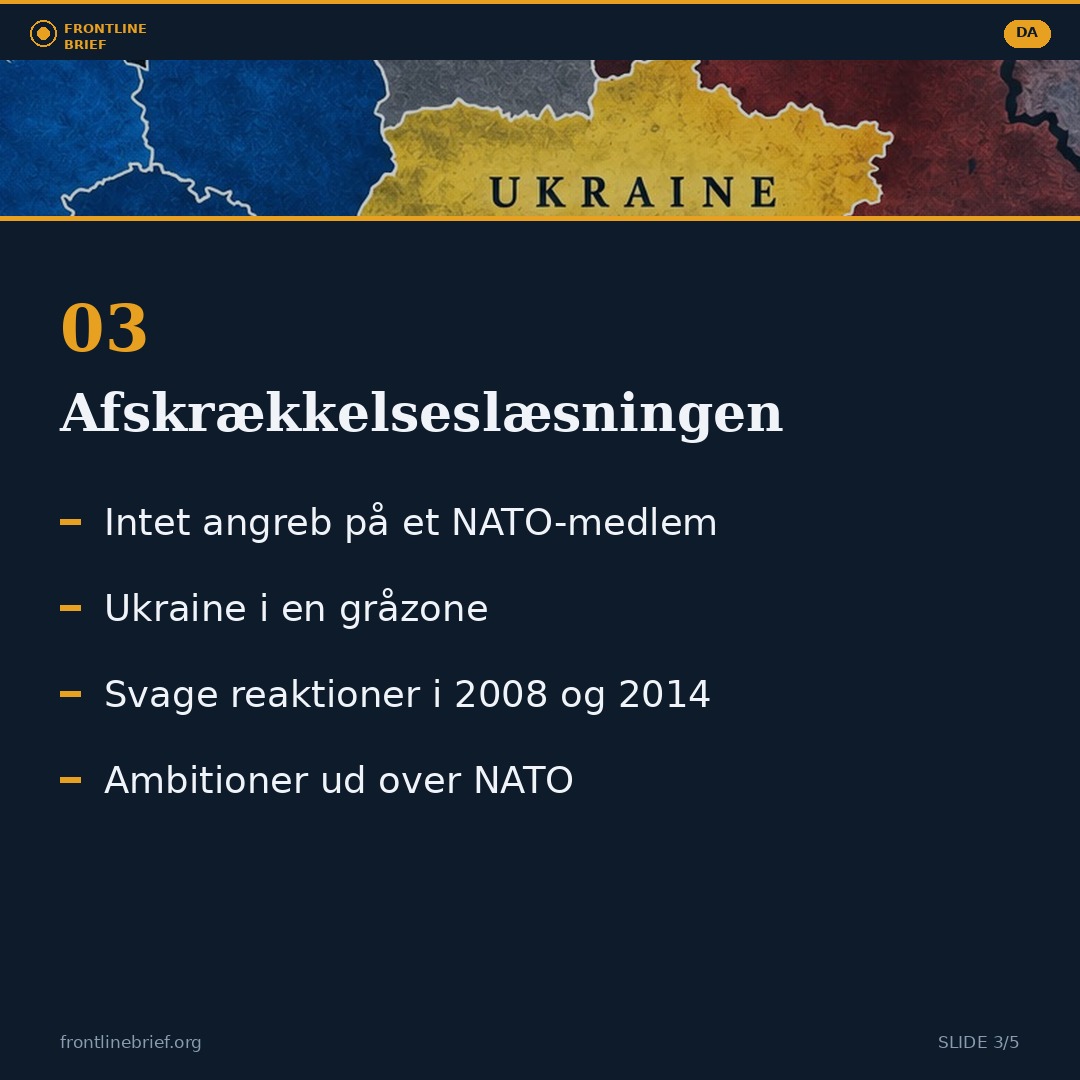 FRONTLINE
BRIEF
DA
UKRAINE
03
Afskrækkelseslæsningen
Intet angreb på et NATO-medlem
Ukraine i en gråzone
Svage reaktioner i 2008 og 2014
Ambitioner ud over NATO
frontlinebrief.org
SLIDE 3/5